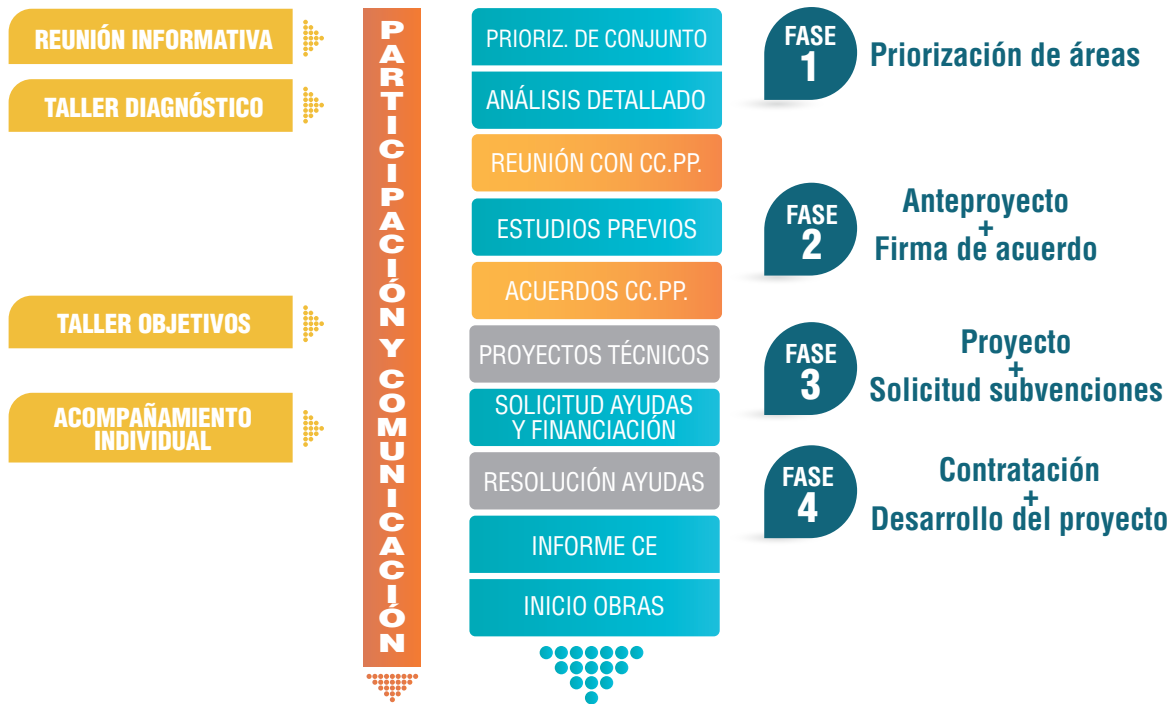 REUNIÓN INFORMATIVA
TALLER DIAGNÓSTICO
TALLER OBJETIVOS
ACOMPAÑAMIENTO
INDIVIDUAL
PARTICIPACIÓN Y COMUNICACIÓN
PRIORIZ. DE CONJUNTO
ANÁLISIS DETALLADO
REUNIÓN CON CC.PP.
ESTUDIOS PREVIOS
ACUERDOS CC.PP.
PROYECTOS TÉCNICOS
SOLICITUD AYUDAS
Y FINANCIACIÓN
RESOLUCIÓN AYUDAS
INFORME CE
INICIO OBRAS
FASE
1
Priorización de áreas
FASE
2
Anteproyecto
+
Firma de acuerdo
FASE
3
Proyecto
+
Solicitud subvenciones
FASE
4
Contratación
+
Desarrollo del proyecto